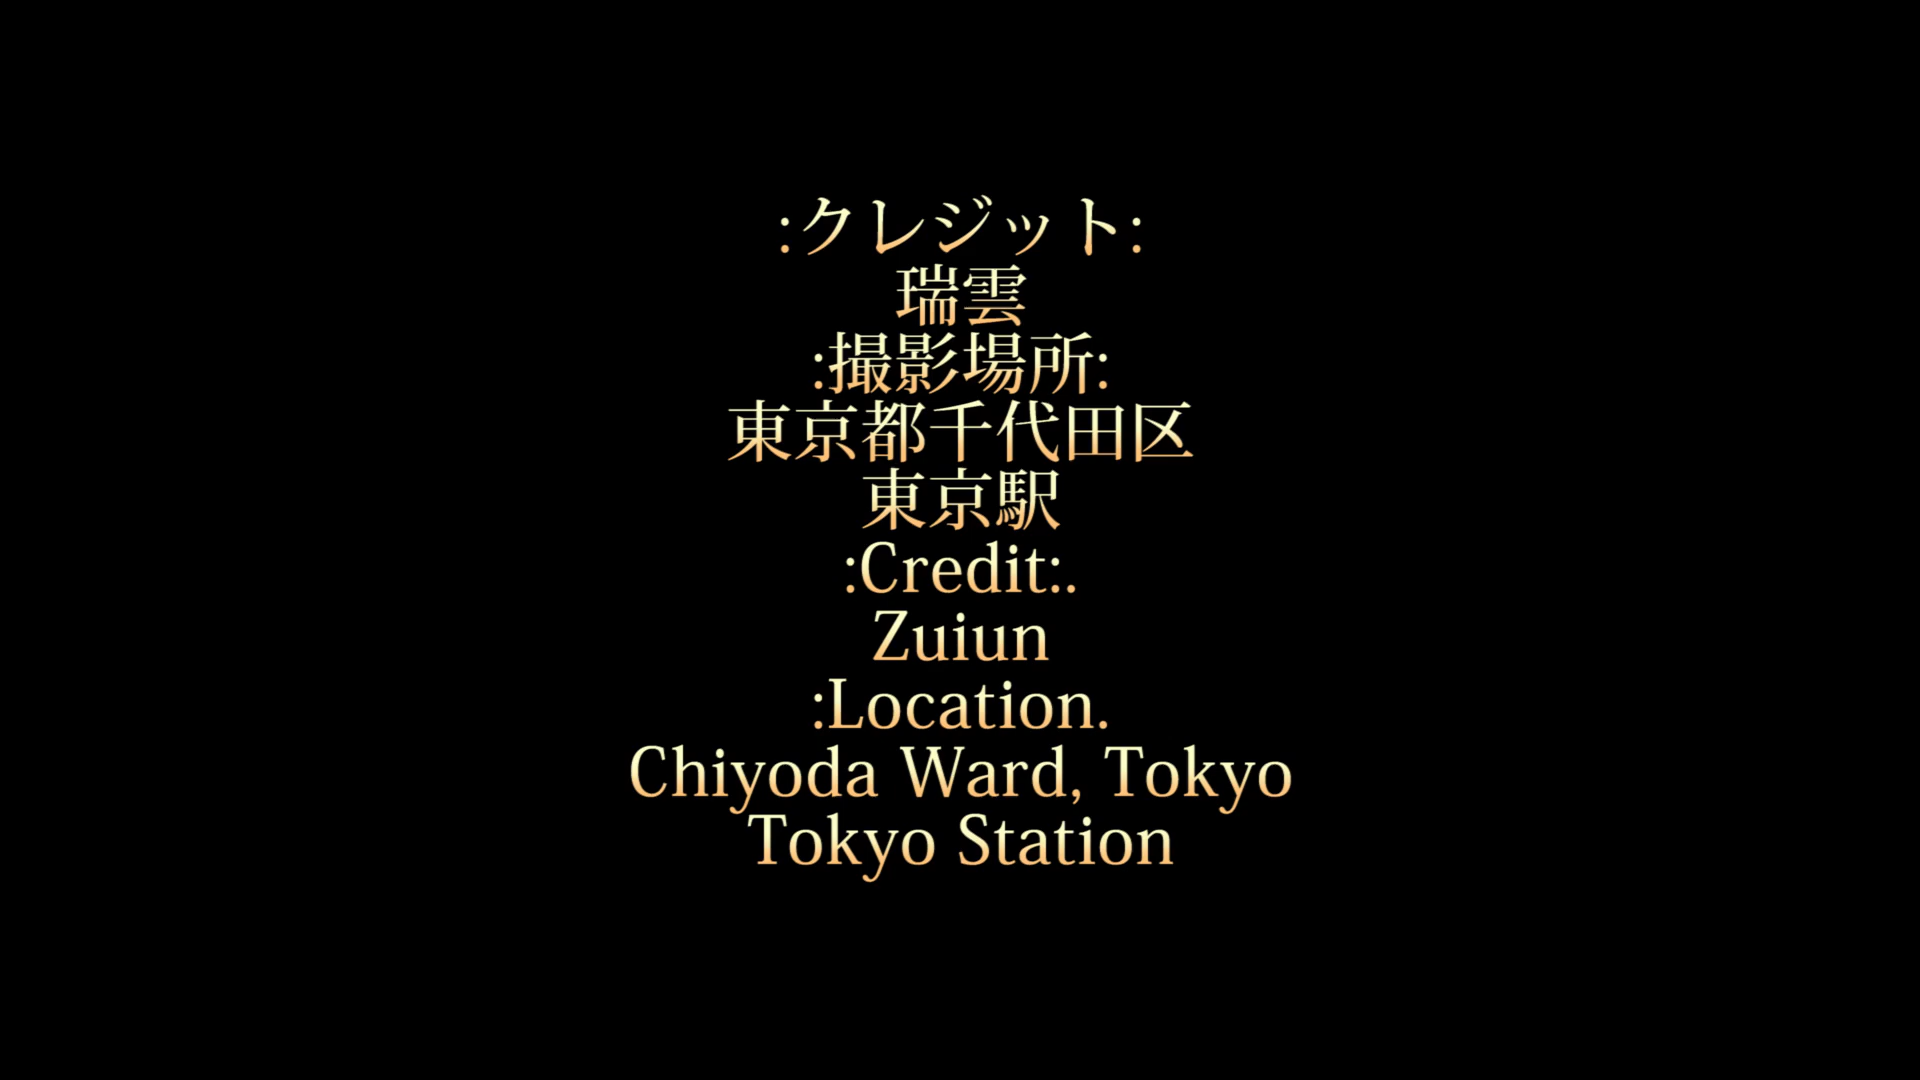 :クレジット:
瑞雲
:撮影場所:
東京都千代田区
東京駅
:Credit:.
Zuiun
:Location.
Chiyoda Ward, Tokyo
Tokyo Station